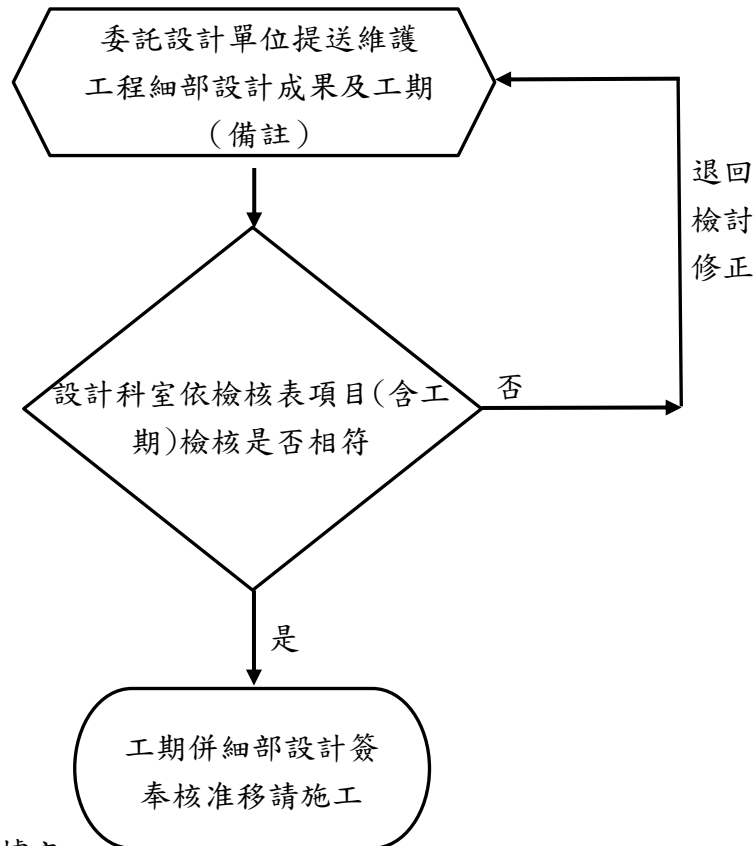 委託設計單位提送維護
工程細部設計成果及工期
(備註)
退回
檢討
修正
設計科室依檢核表項目(含工
期)檢核是否相符
否
是
工期併細部設計簽
奉核准移請施工